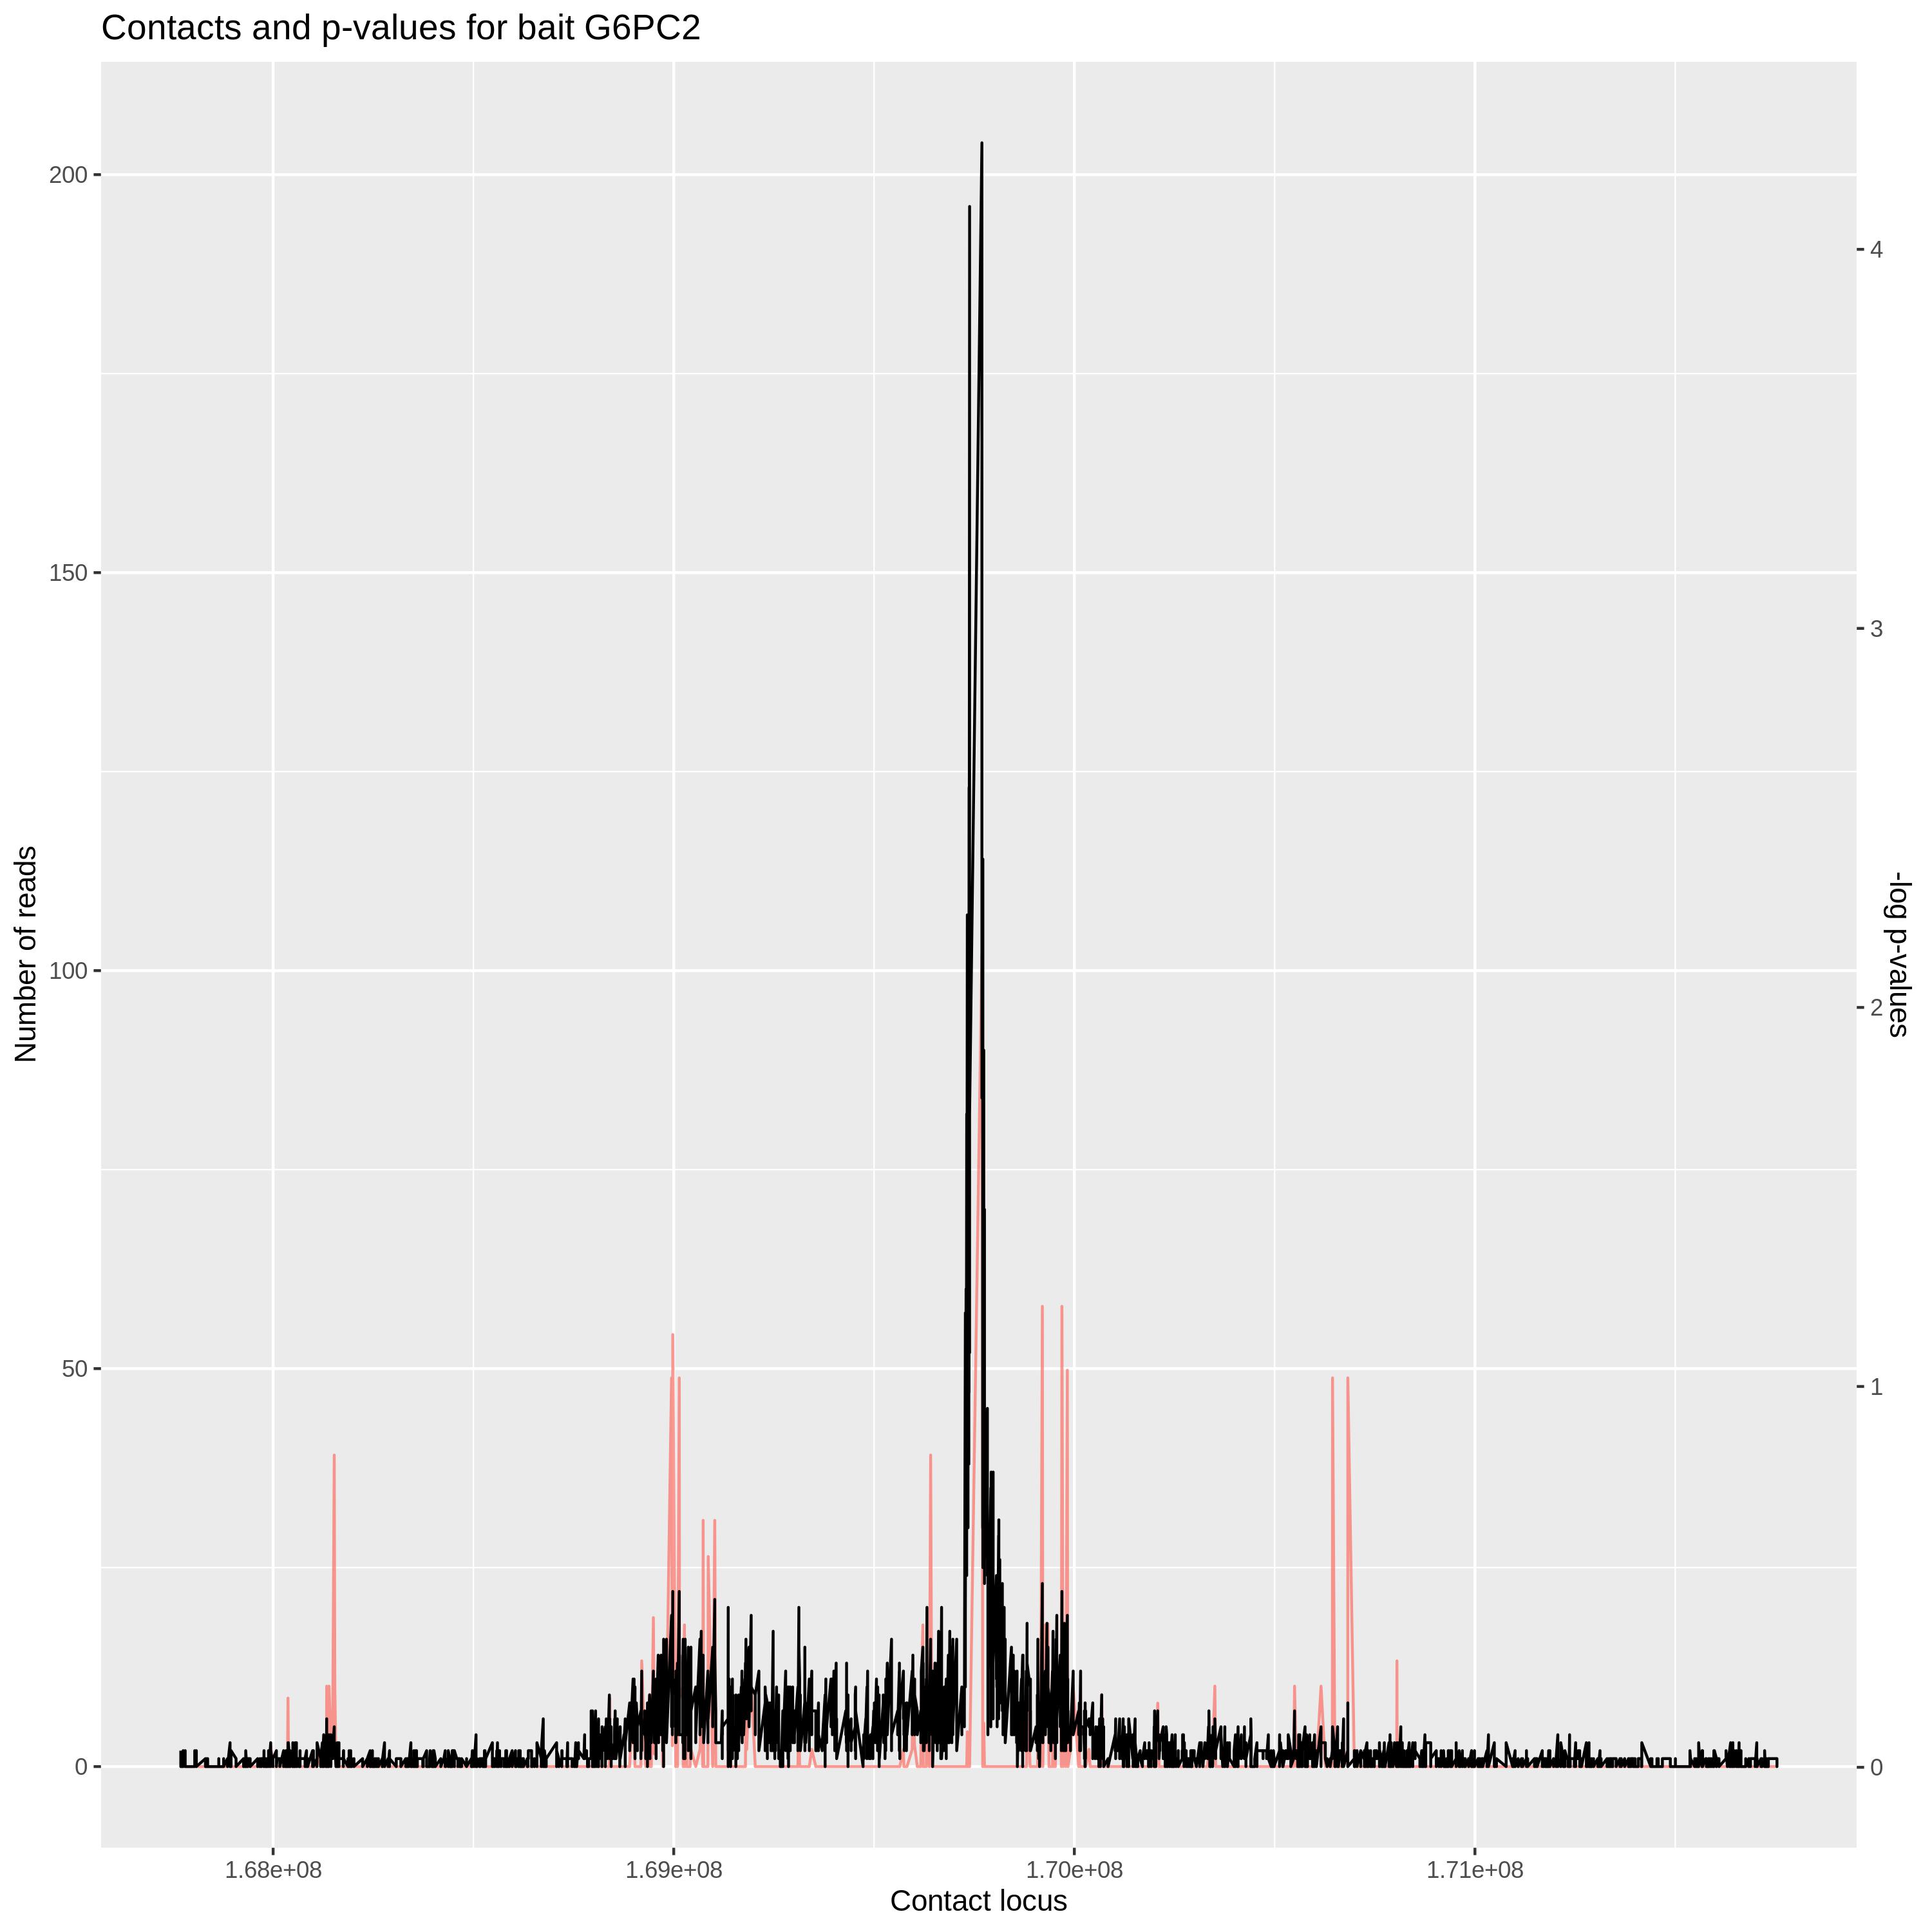 Contacts and p-values for bait G6PC2
200
150
100
50
0
Number of reads
4
3
2
1
0
-log p-values
1.68e+08
1.69e+08
1.70e+08
1.71e+08
Contact locus